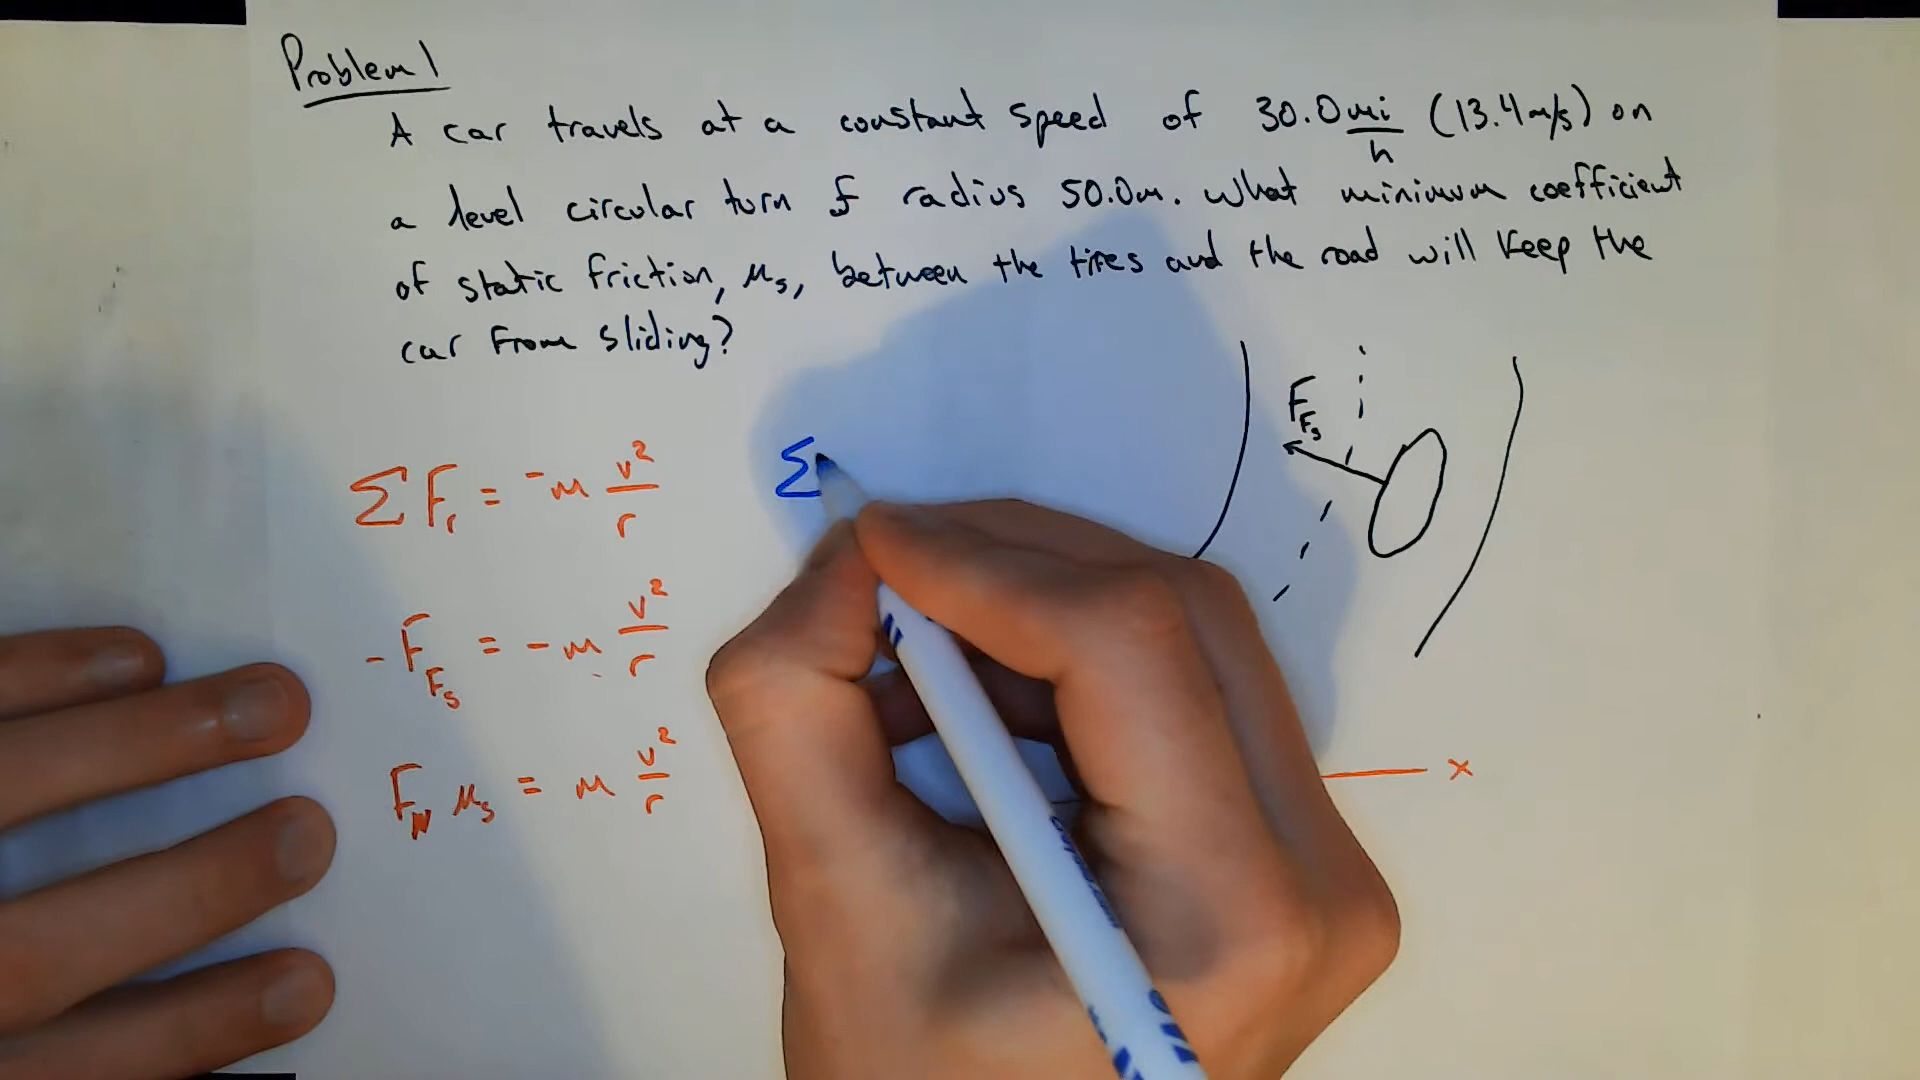 Problem 1
A car travels at a constant speed of 30.0 mi/h (13.4 m/s) on
a level circular turn of radius 50.0m. What minimum coefficient
of static friction, μs, between the tires and the road will keep the
car from sliding?
ΣFr = -m v²/r
Σ
F_Fs
-F_Fs = -m v²/r
F_N μs = m v²/r
x